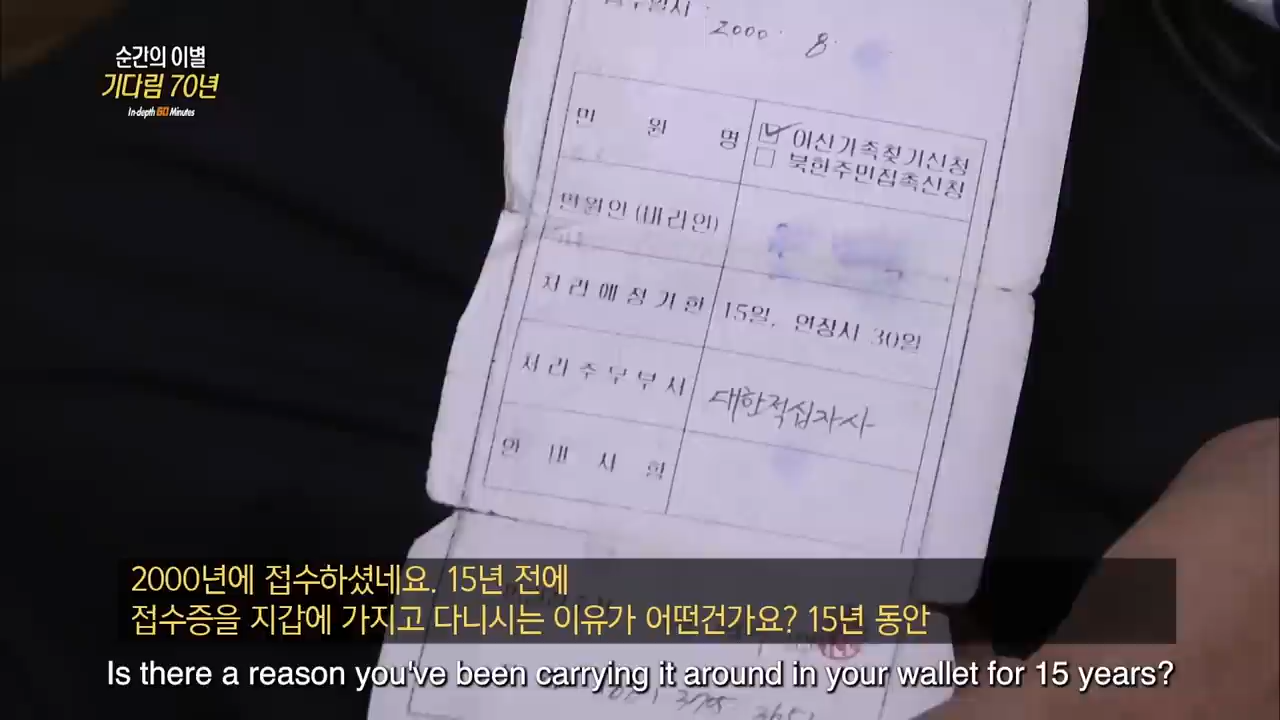 순간의 이별
기다림 70년
In-depth 60 Minutes
2000. 8.
민 원 명
이산가족찾기신청
북한주민접촉신청
민원인(대리인)
처리예정기한
15일, 연장시 30일
처리주무부서
대한적십자사
안 내 사 항
2000년에 접수하셨네요. 15년 전에
접수증을 지갑에 가지고 다니시는 이유가 어떤건가요? 15년 동안
Is there a reason you've been carrying it around in your wallet for 15 years?